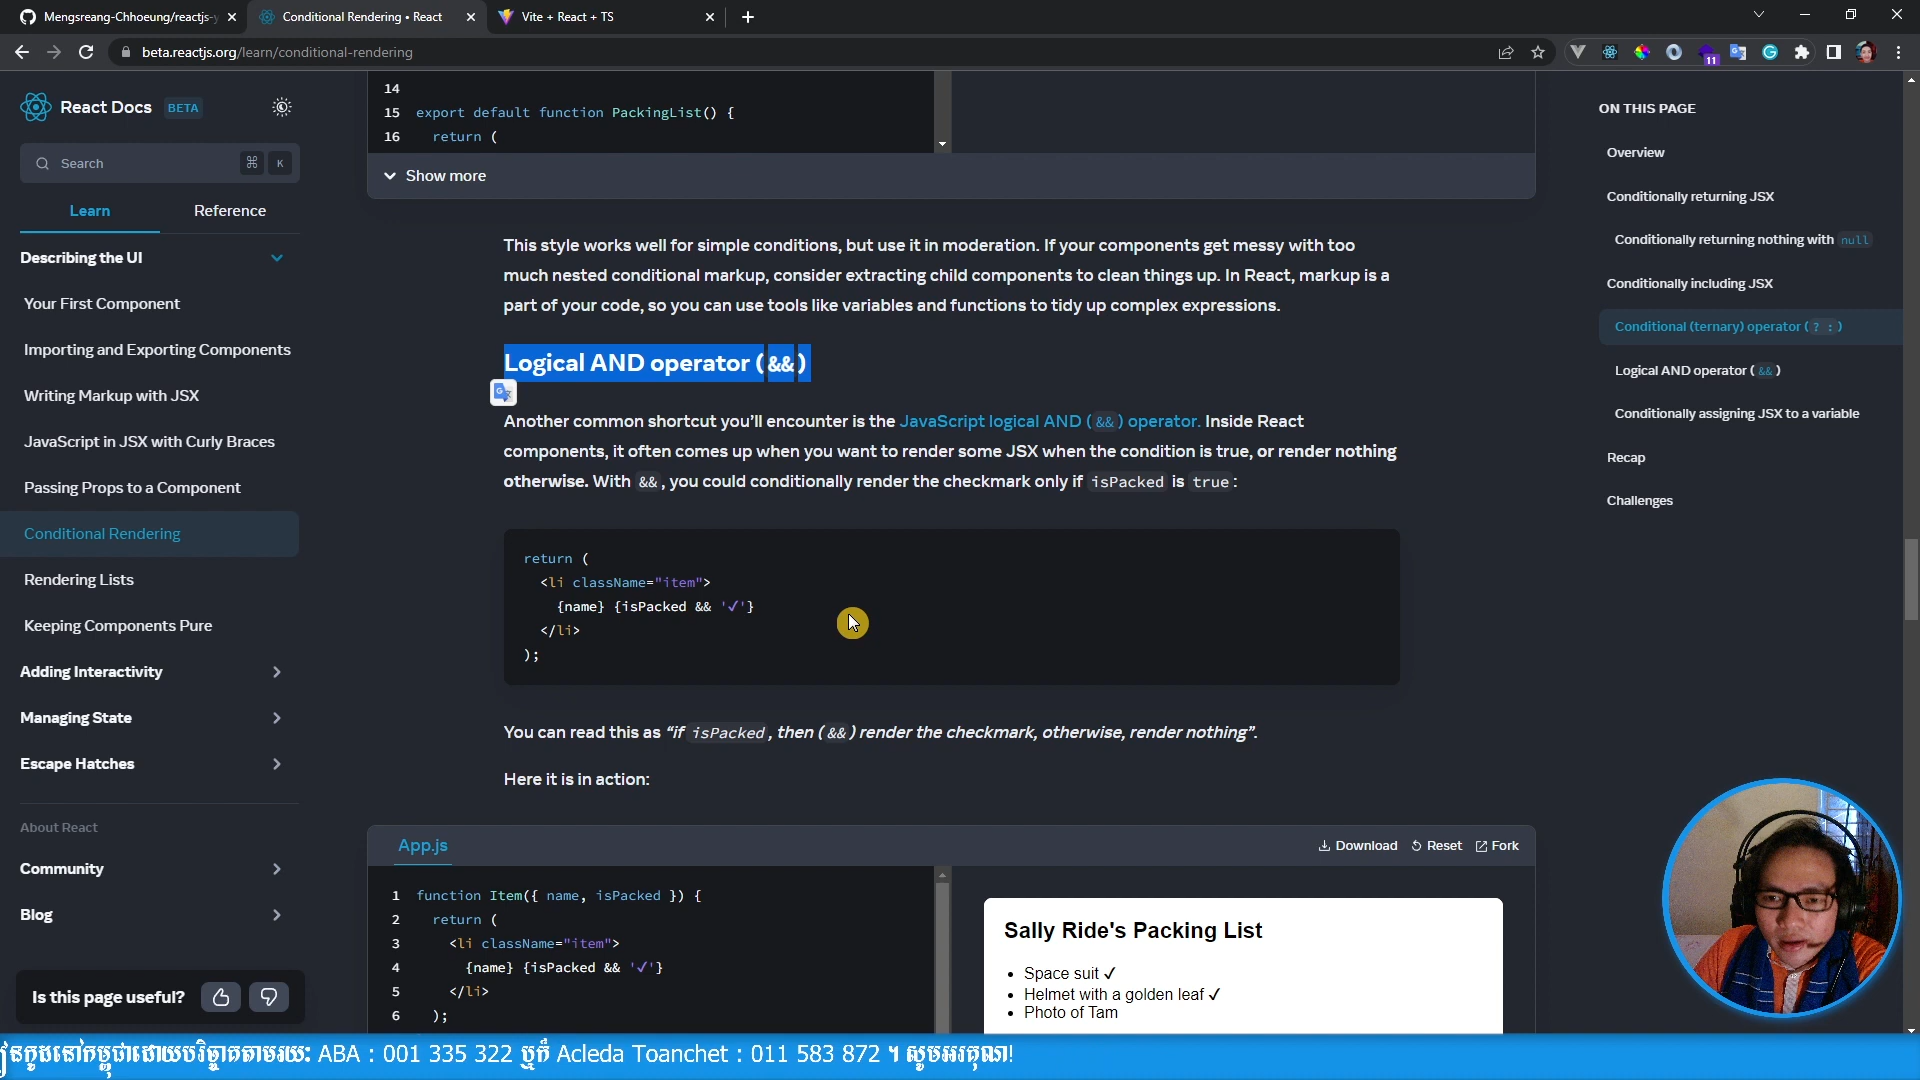 Mengsreang-Chhoeung/reactjs-y
Conditional Rendering • React
Vite + React + TS
beta.reactjs.org/learn/conditional-rendering
11
React Docs BETA
Search ⌘ K
Learn Reference
Describing the UI
Your First Component
Importing and Exporting Components
Writing Markup with JSX
JavaScript in JSX with Curly Braces
Passing Props to a Component
Conditional Rendering
Rendering Lists
Keeping Components Pure
Adding Interactivity
Managing State
Escape Hatches
About React
Community
Blog
Is this page useful?
14
15 export default function PackingList() {
16 return (
Show more
This style works well for simple conditions, but use it in moderation. If your components get messy with too
much nested conditional markup, consider extracting child components to clean things up. In React, markup is a
part of your code, so you can use tools like variables and functions to tidy up complex expressions.
Logical AND operator (&&)
Another common shortcut you’ll encounter is the JavaScript logical AND (&&) operator. Inside React
components, it often comes up when you want to render some JSX when the condition is true, or render nothing
otherwise. With &&, you could conditionally render the checkmark only if isPacked is true:
return (
<li className="item">
{name} {isPacked && '✓'}
</li>
);
You can read this as “if isPacked, then (&&) render the checkmark, otherwise, render nothing”.
Here it is in action:
App.js
Download Reset Fork
1 function Item({ name, isPacked }) {
2 return (
3 <li className="item">
4 {name} {isPacked && '✓'}
5 </li>
6 );
Sally Ride's Packing List
• Space suit ✓
• Helmet with a golden leaf ✓
• Photo of Tam
ON THIS PAGE
Overview
Conditionally returning JSX
Conditionally returning nothing with null
Conditionally including JSX
Conditional (ternary) operator (? :)
Logical AND operator (&&)
Conditionally assigning JSX to a variable
Recap
Challenges
ABA : 001 335 322 ឬក៏ Acleda Toanchet : 011 583 872 ។ សូមអរគុណ!